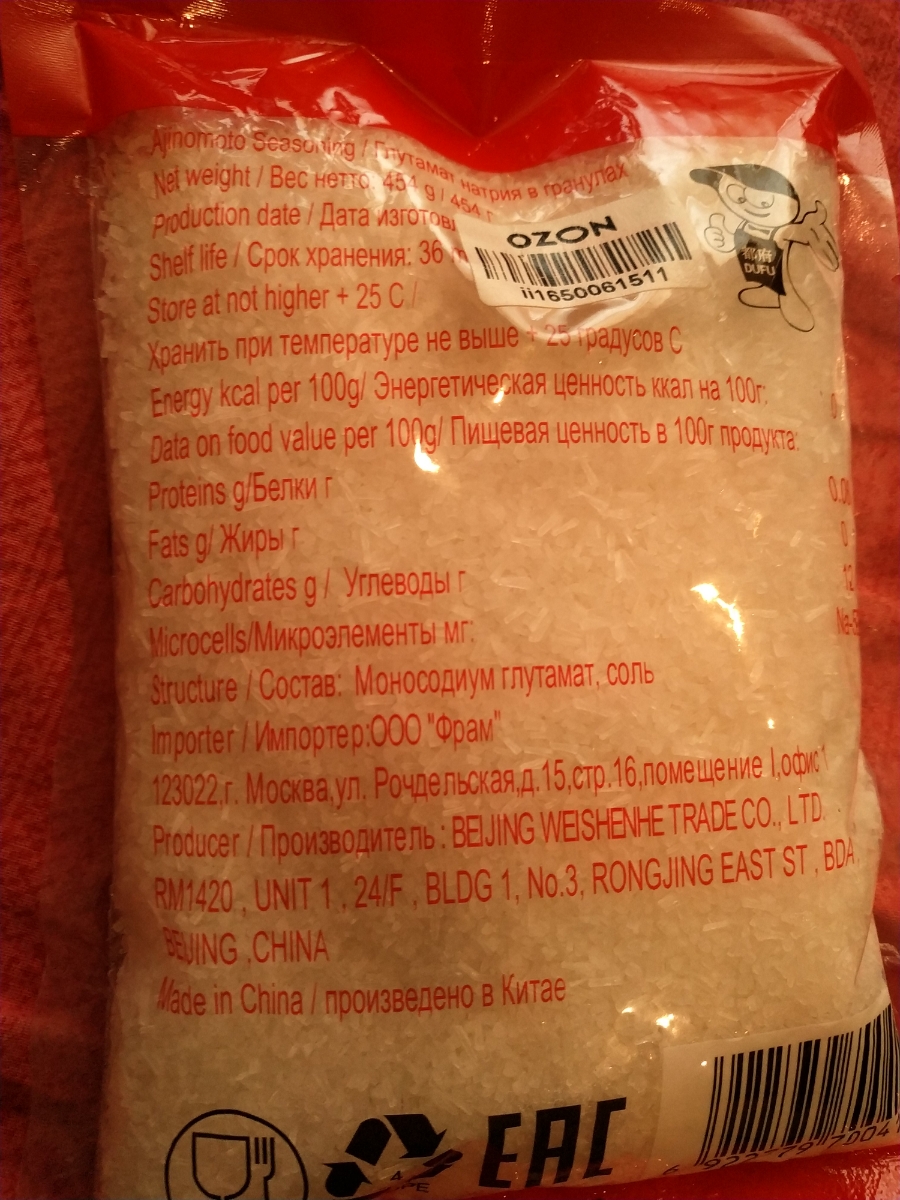 Ajinomoto Seasoning / Глутамат натрия в гранулах
Net weight / Вес нетто: 454 g / 454 г
Production date / Дата
OZON
ii1650061511
都府
DUFU
Shelf life / Срок хранения: 36
Store at not higher + 25 C /
Хранить при температуре не выше + 25 градусов С
Energy kcal per 100g/ Энергетическая ценность ккал на 100г:
Data on food value per 100g/ Пищевая ценность в 100г продукта:
Proteins g/Белки г
Fats g/ Жиры г 0
Carbohydrates g / Углеводы г 12
Microcells/Микроэлементы мг:
Structure / Состав: Моносодиум глутамат, соль
Importer / Импортер:ООО "Фрам"
123022,г. Москва,ул. Рочдельская,д.15,стр.16,помещение I,офис 1
Producer / Производитель : BEIJING WEISHENHE TRADE CO., LTD.
RM1420 , UNIT 1 , 24/F , BLDG 1, No.3, RONGJING EAST ST , BDA
BEIJING .CHINA
Made in China / произведено в Китае
EAC
4